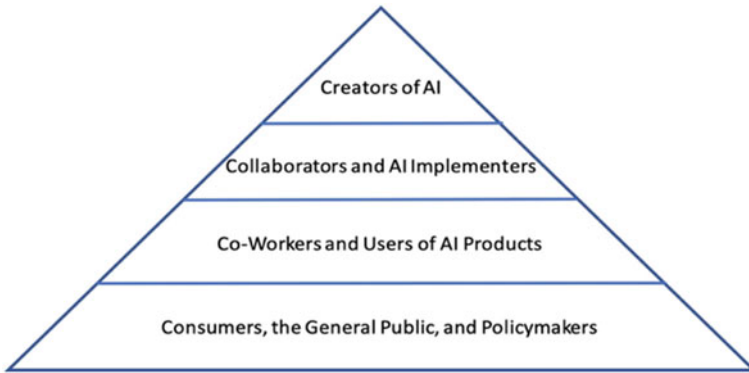 Creators of AI
Collaborators and AI Implementers
Co-Workers and Users of AI Products
Consumers, the General Public, and Policymakers